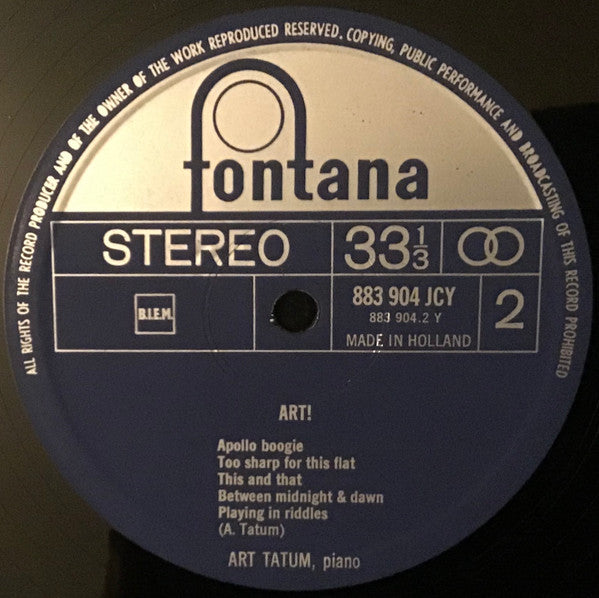 ALL RIGHTS OF THE RECORD PRODUCER AND OF THE OWNER OF THE WORK REPRODUCED RESERVED. COPYING, PUBLIC PERFORMANCE AND BROADCASTING OF THIS RECORD PROHIBITED
fontana
STEREO 33 1/3
B.I.E.M. 883 904 JCY 2
883 904.2 Y
MADE IN HOLLAND
ART!
Apollo boogie
Too sharp for this flat
This and that
Between midnight & dawn
Playing in riddles
(A. Tatum)
ART TATUM, piano